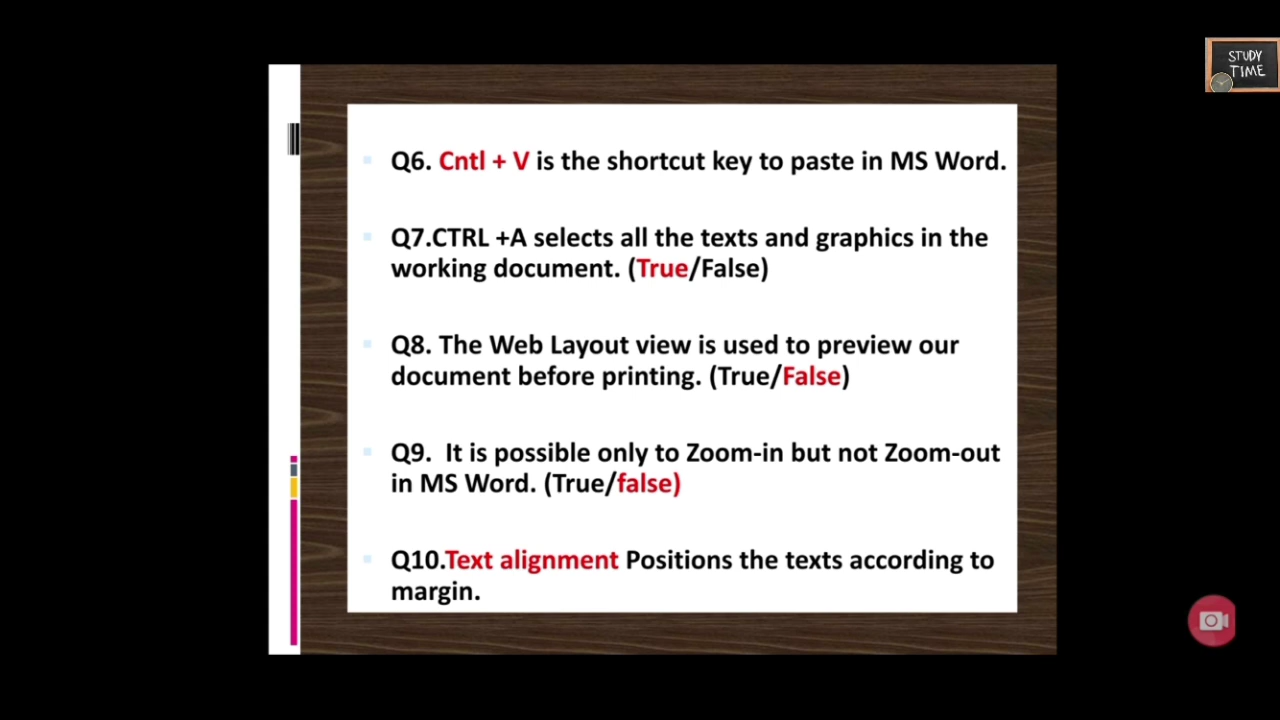 STUDY
TIME
Q6. Cntl + V is the shortcut key to paste in MS Word.
Q7.CTRL +A selects all the texts and graphics in the
working document. (True/False)
Q8. The Web Layout view is used to preview our
document before printing. (True/False)
Q9.  It is possible only to Zoom-in but not Zoom-out
in MS Word. (True/false)
Q10.Text alignment Positions the texts according to
margin.